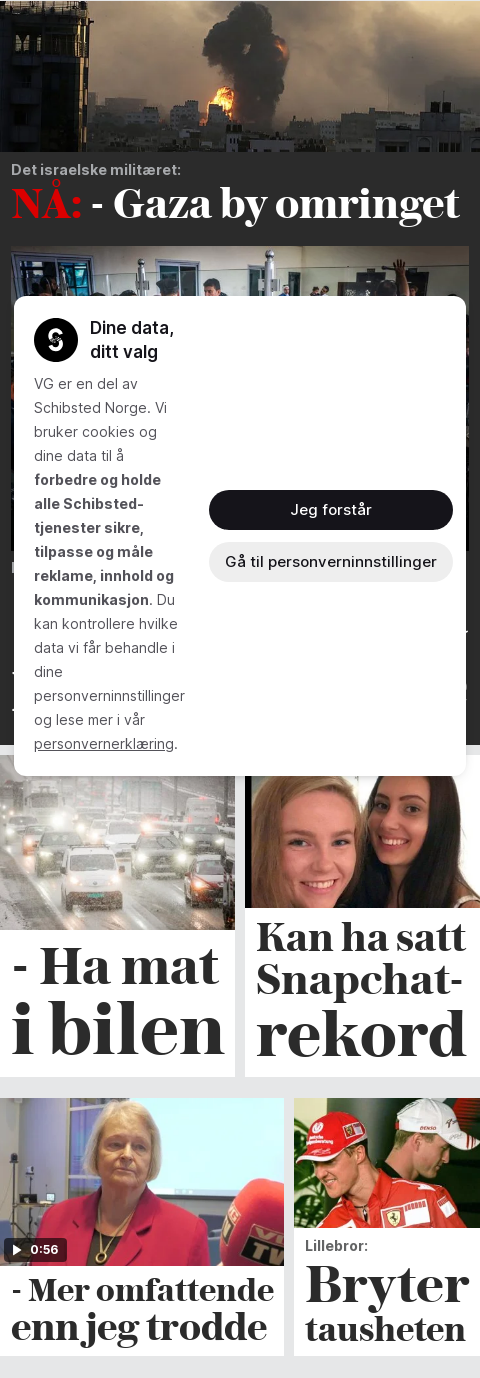 Det israelske militæret:
NÅ: - Gaza by omringet
Dine data,
ditt valg
VG er en del av
Schibsted Norge. Vi
bruker cookies og
dine data til å
forbedre og holde
alle Schibsted-
tjenester sikre,
tilpasse og måle
reklame, innhold og
kommunikasjon. Du
kan kontrollere hvilke
data vi får behandle i
dine
personverninnstillinger
og lese mer i vår
personvernerklæring.
Jeg forstår
Gå til personverninnstillinger
- Ha mat
i bilen
Kan ha satt
Snapchat-
rekord
0:56
- Mer omfattende
enn jeg trodde
DENSO
Lillebror:
Bryter
tausheten